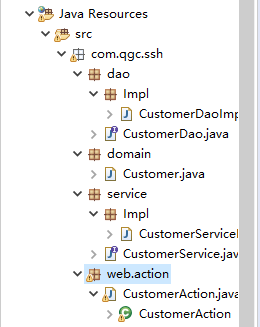 Java Resources
src
com.qgc.ssh
dao
Impl
CustomerDaoImp
CustomerDao.java
domain
Customer.java
service
Impl
CustomerServiceI
CustomerService.jav
web.action
CustomerAction.java
CustomerAction